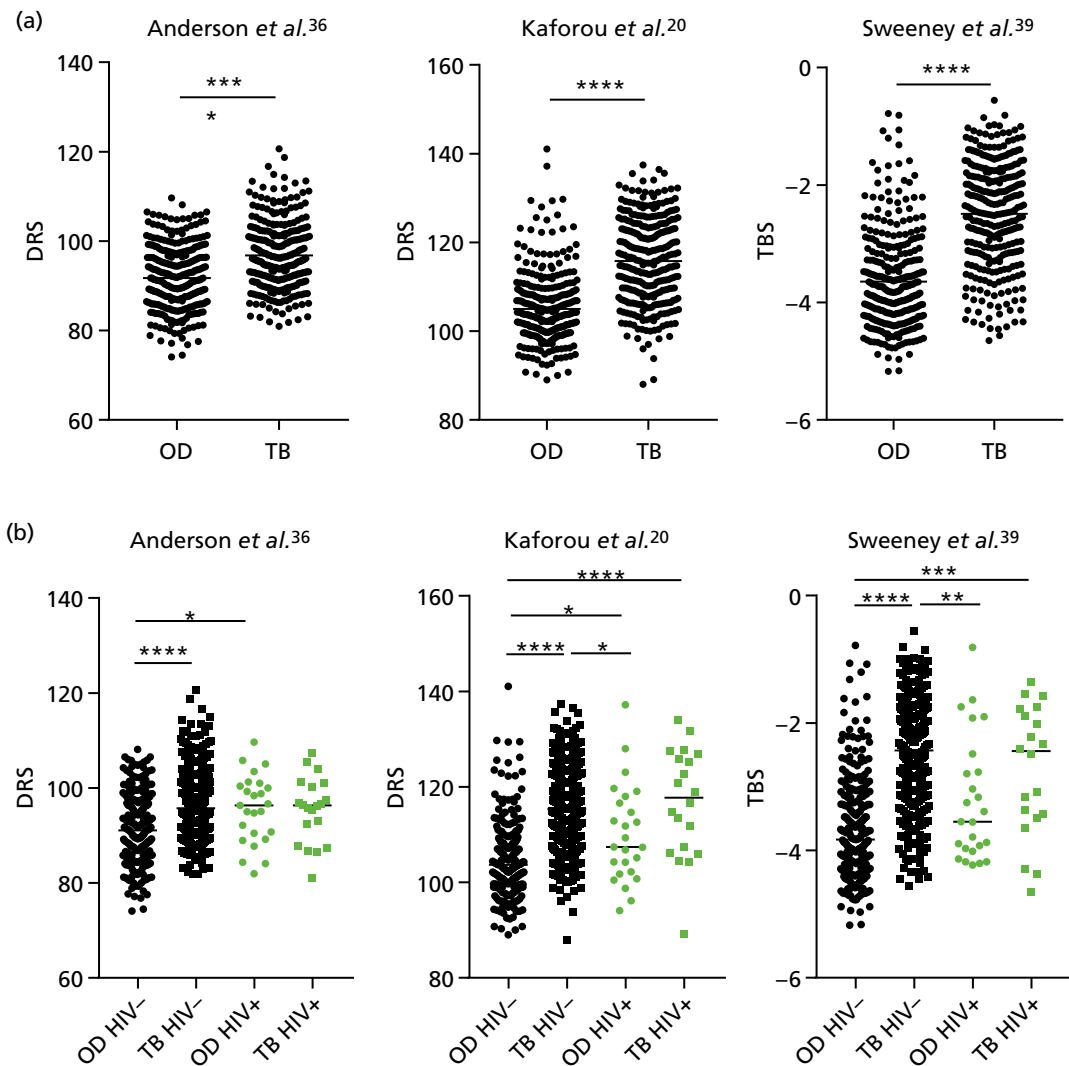 (a)
Anderson et al.36
140
120
100
80
60
DRS
***
*
OD
TB
Kaforou et al.20
160
140
120
100
80
DRS
****
OD
TB
Sweeney et al.39
0
−2
−4
−6
TBS
****
OD
TB
(b)
Anderson et al.36
140
120
100
80
60
DRS
*
****
OD HIV−
TB HIV−
OD HIV+
TB HIV+
Kaforou et al.20
160
140
120
100
80
DRS
****
*
****
*
OD HIV−
TB HIV−
OD HIV+
TB HIV+
Sweeney et al.39
0
−2
−4
−6
TBS
***
****
**
OD HIV−
TB HIV−
OD HIV+
TB HIV+